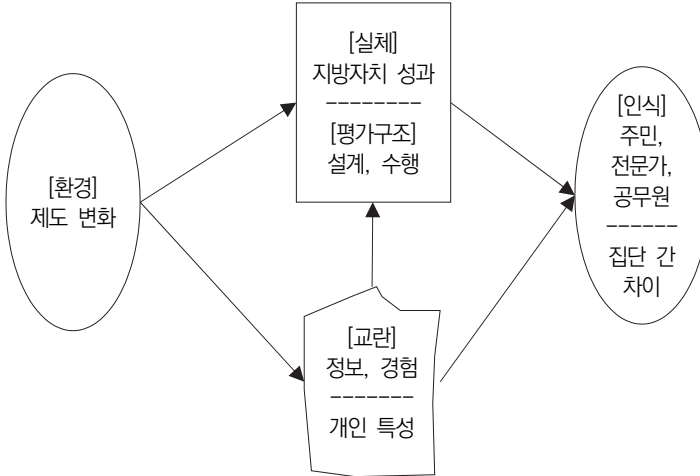 [환경]
제도 변화
[실체]
지방자치 성과
--------
[평가구조]
설계, 수행
[교란]
정보, 경험
-------
개인 특성
[인식]
주민,
전문가,
공무원
------
집단 간
차이